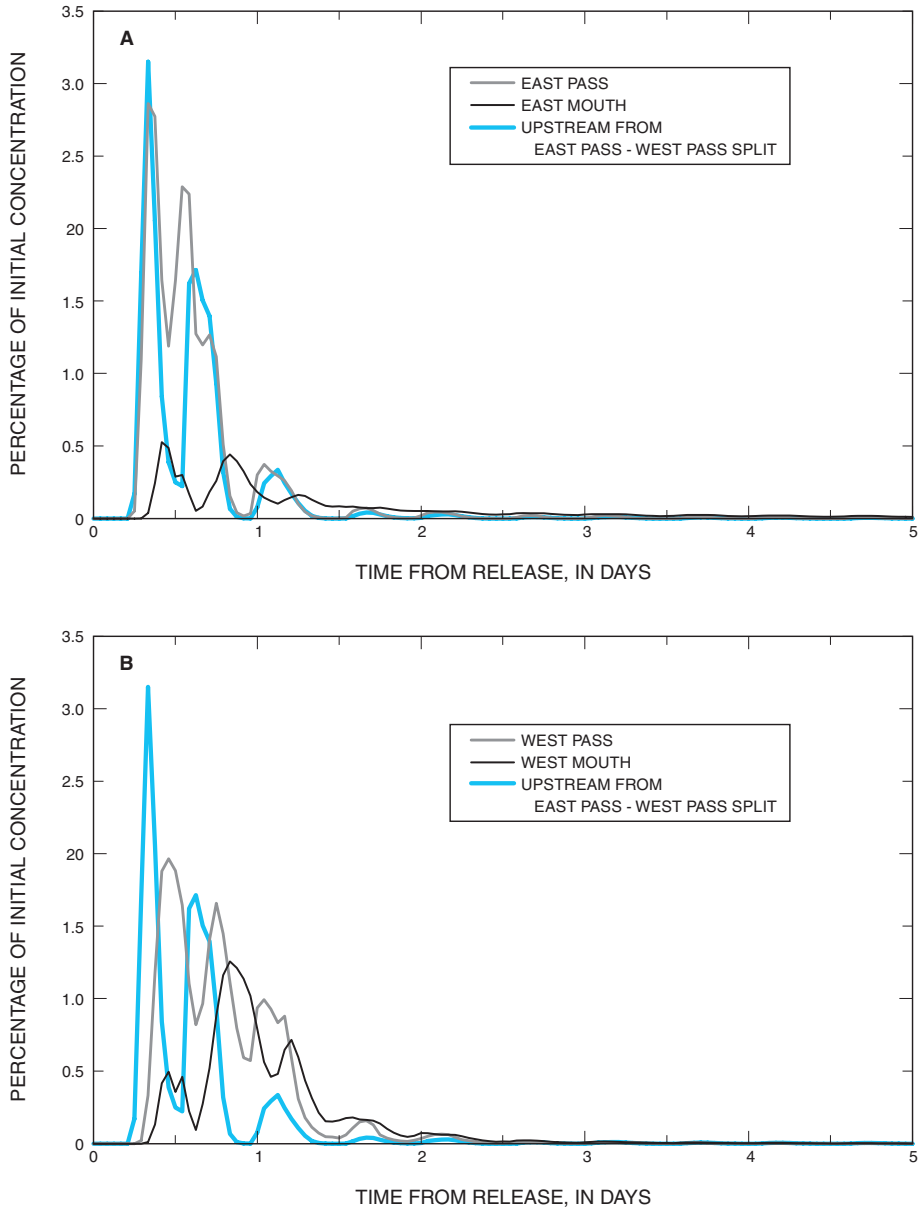 A
PERCENTAGE OF INITIAL CONCENTRATION
3.5
3.0
2.5
20
1.5
1.0
0.5
0
EAST PASS
EAST MOUTH
UPSTREAM FROM
EAST PASS - WEST PASS SPLIT
0 1 2 3 4 5
TIME FROM RELEASE, IN DAYS
B
PERCENTAGE OF INITIAL CONCENTRATION
3.5
3.0
2.5
20
1.5
1.0
0.5
0
WEST PASS
WEST MOUTH
UPSTREAM FROM
EAST PASS - WEST PASS SPLIT
0 1 2 3 4 5
TIME FROM RELEASE, IN DAYS